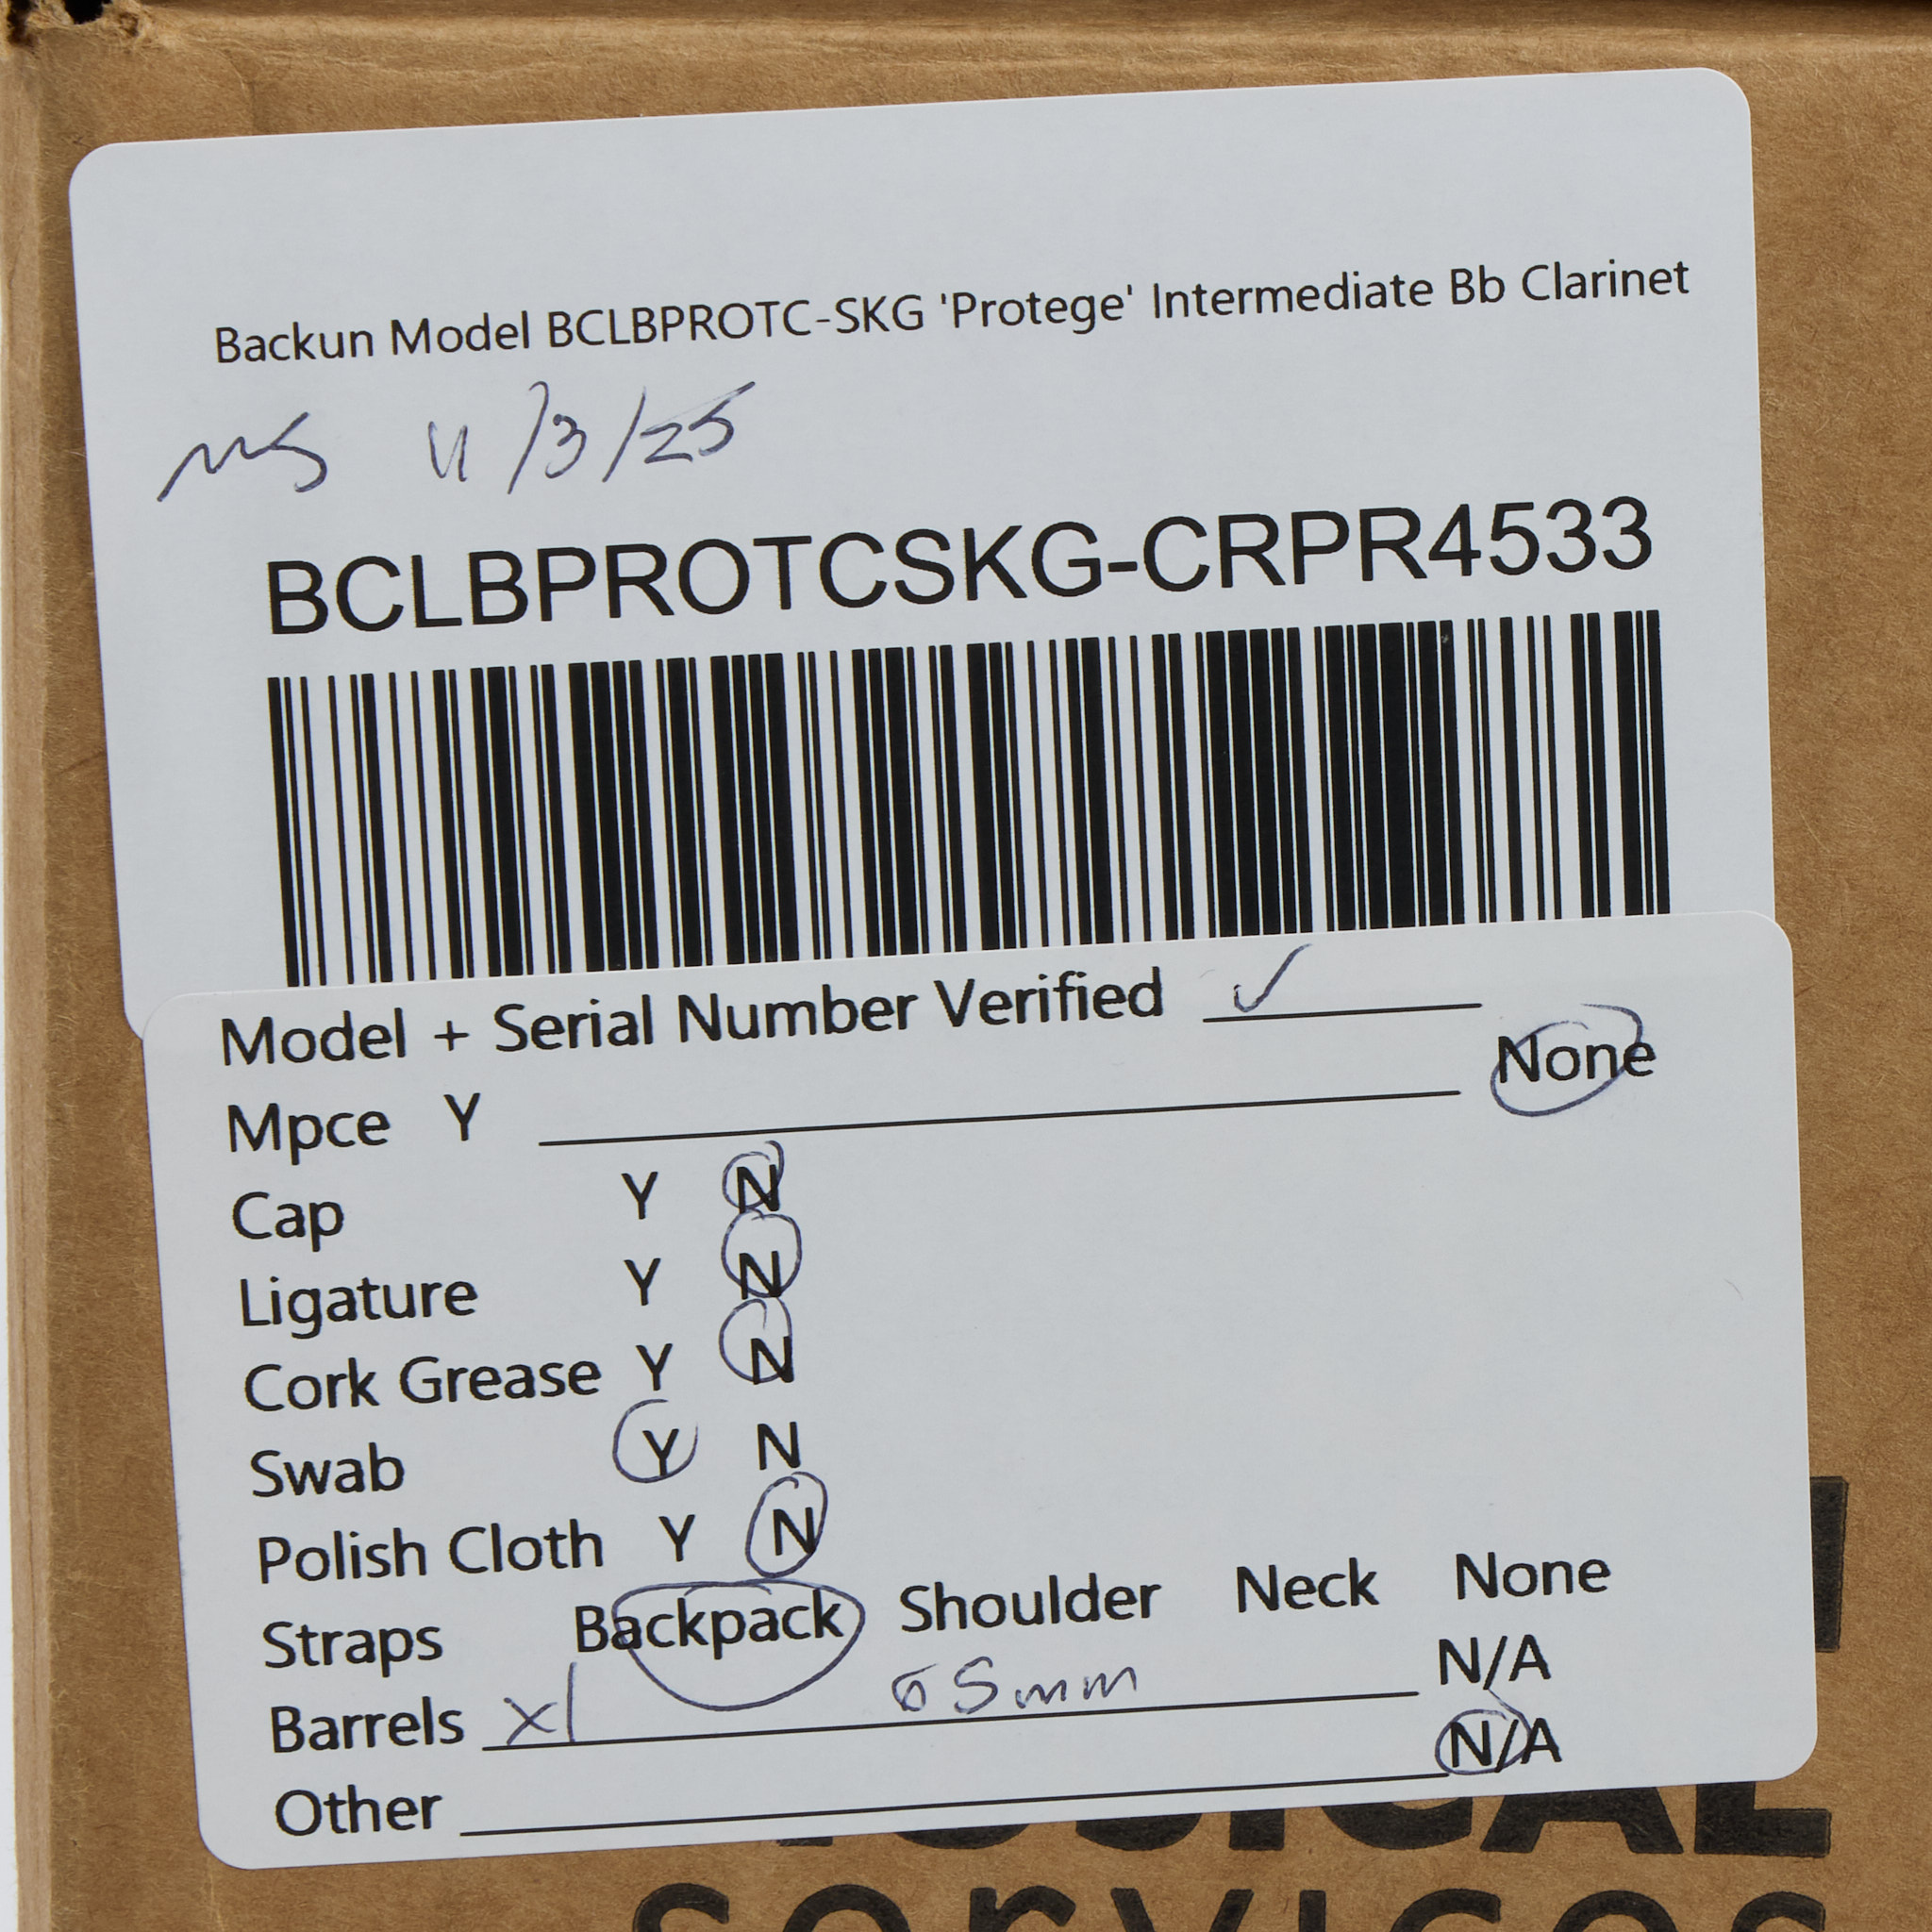 Backun Model BCLBPROTC-SKG 'Protege' Intermediate Bb Clarinet
MS 11/3/25
BCLBPROTCSKG-CRPR4533
Model + Serial Number Verified ✓
Mpce Y None
Cap Y N
Ligature Y N
Cork Grease Y N
Swab Y N
Polish Cloth Y N
Straps Backpack Shoulder Neck None
Barrels x1 65mm N/A
Other N/A
services